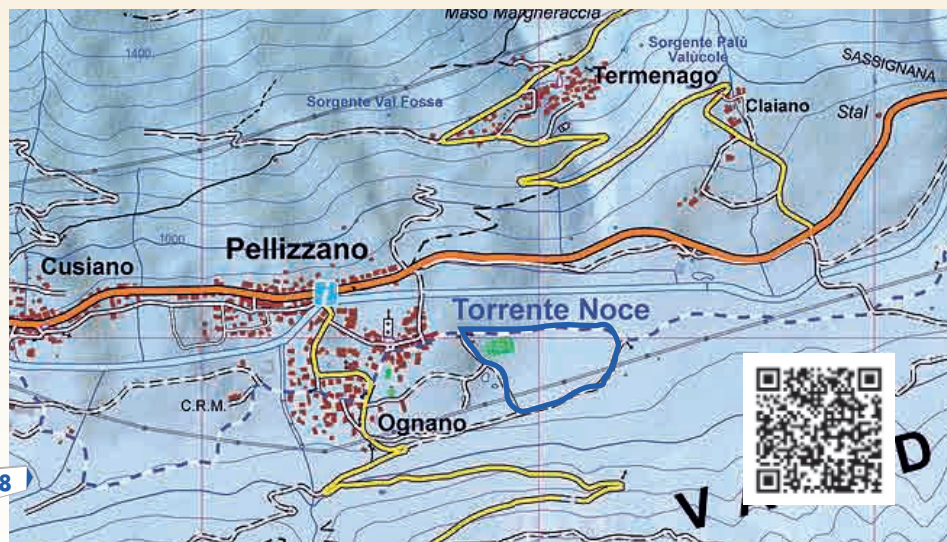 Maso Margheraccia
1400
Sorgente Palù
Valùcole
SASSIGNANA
Termenago
Sorgente Val Fossa
Claiano
Stal
1000
Pellizzano
Cusiano
Torrente Noce
C.R.M.
Ognano
8
V
D